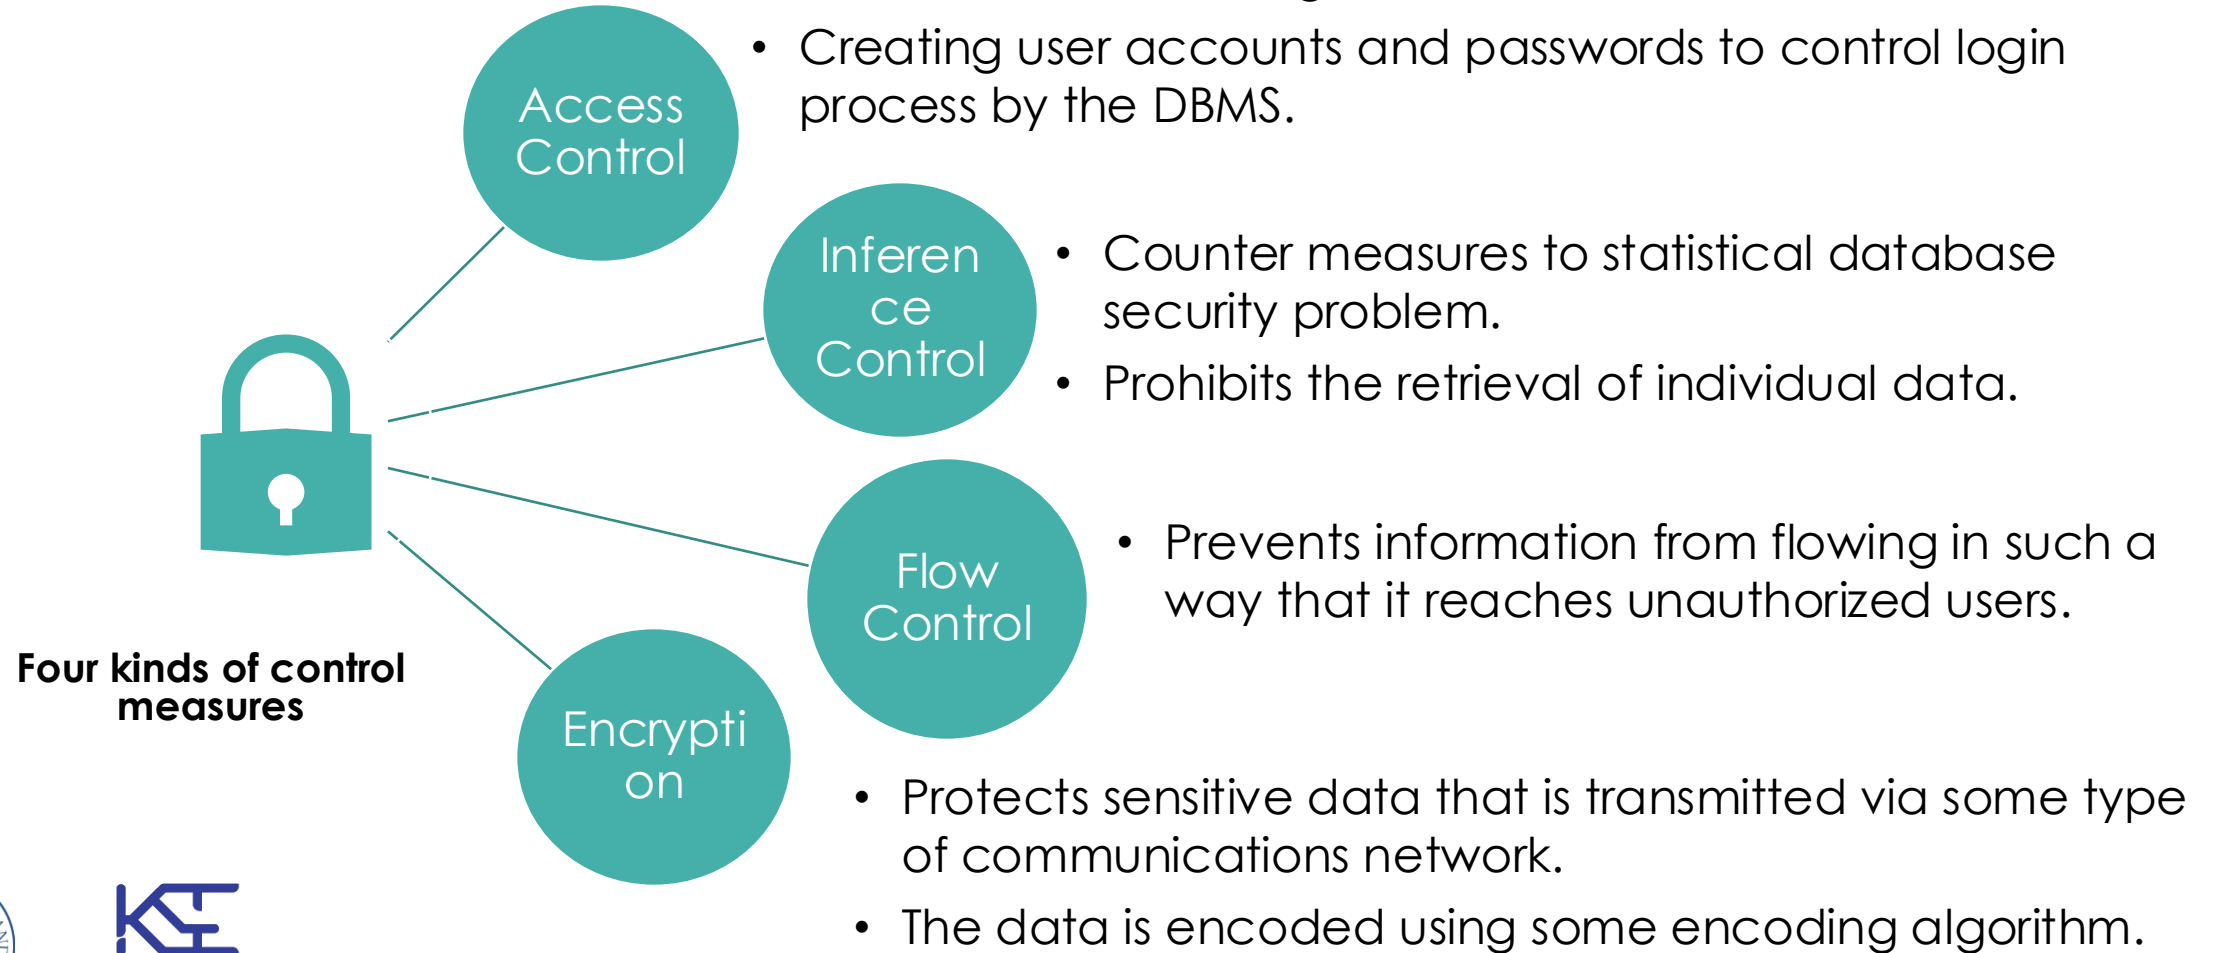 • Creating user accounts and passwords to control login
process by the DBMS.
Access
Control
Inferen
ce
Control
• Counter measures to statistical database
security problem.
• Prohibits the retrieval of individual data.
Flow
Control
• Prevents information from flowing in such a
way that it reaches unauthorized users.
Four kinds of control
measures
Encrypti
on
• Protects sensitive data that is transmitted via some type
of communications network.
• The data is encoded using some encoding algorithm.